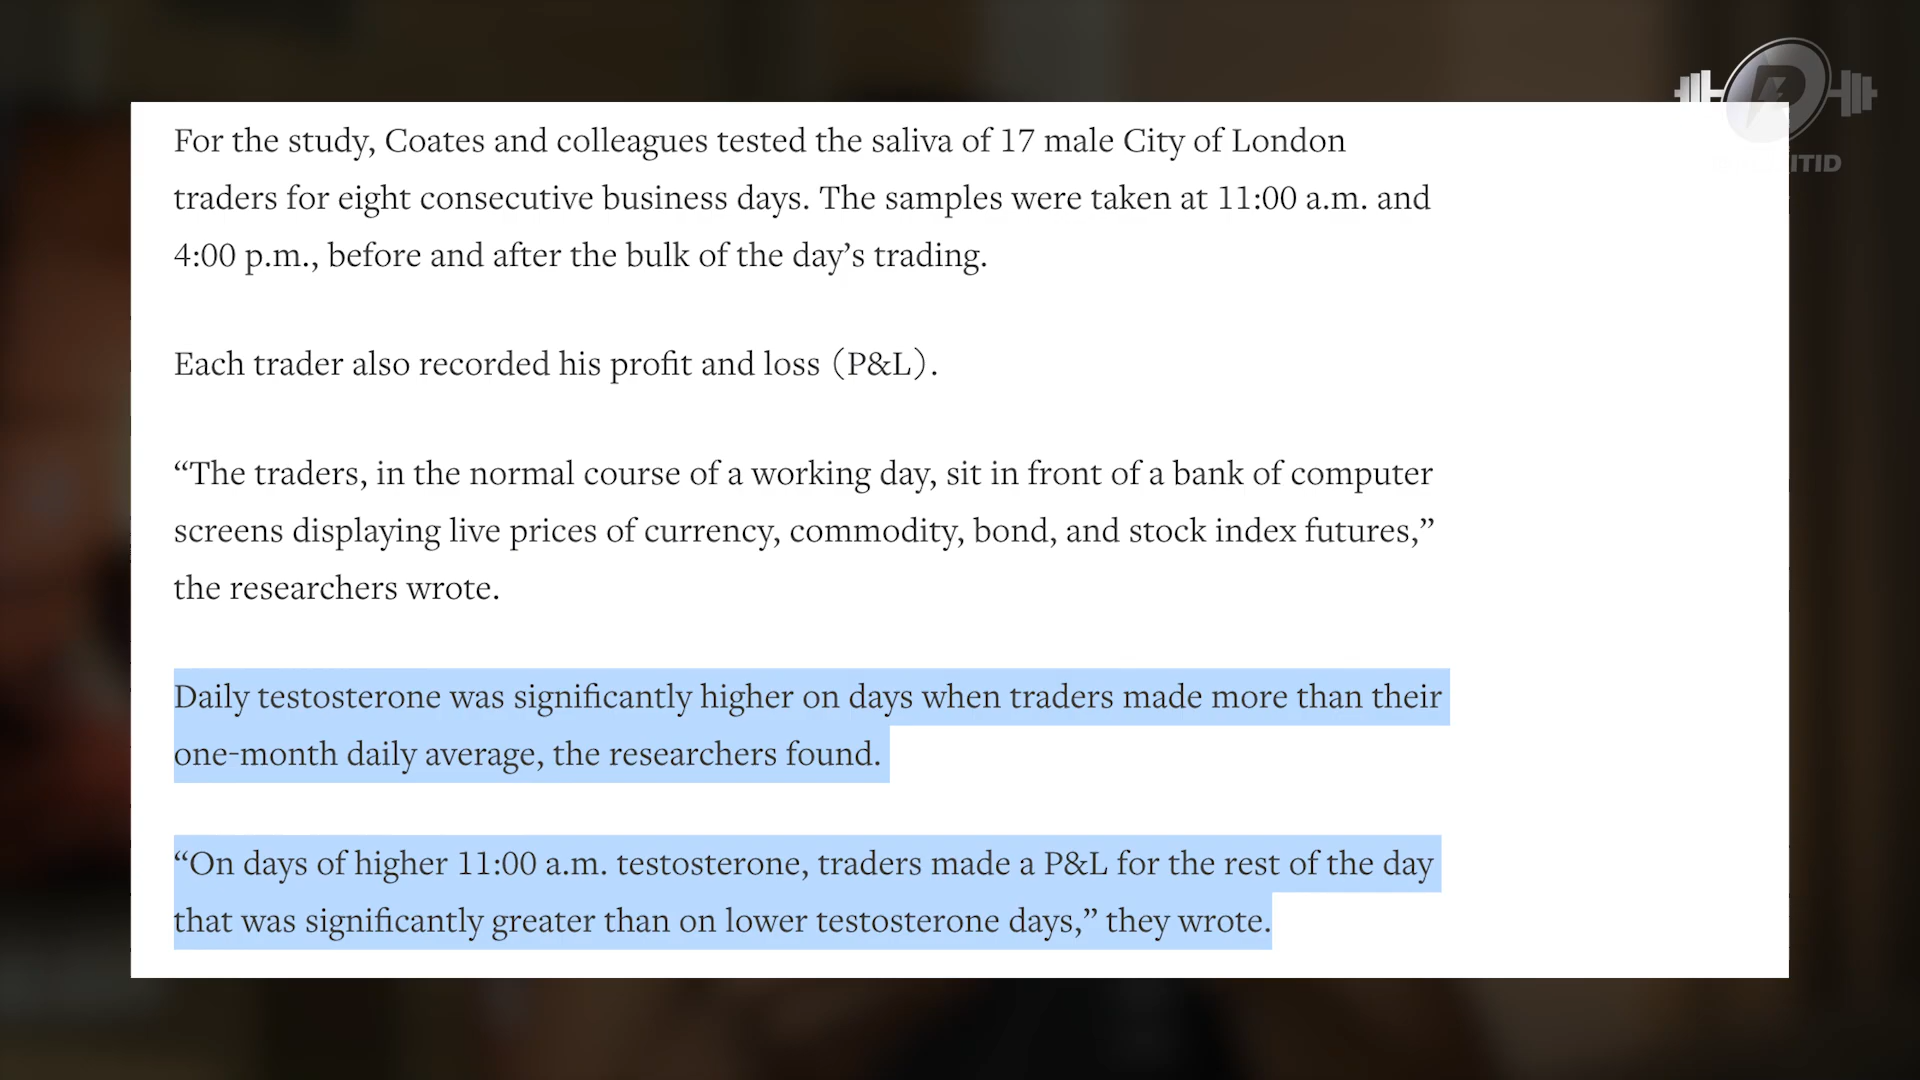 For the study, Coates and colleagues tested the saliva of 17 male City of London
traders for eight consecutive business days. The samples were taken at 11:00 a.m. and
4:00 p.m., before and after the bulk of the day’s trading.
Each trader also recorded his profit and loss (P&L).
“The traders, in the normal course of a working day, sit in front of a bank of computer
screens displaying live prices of currency, commodity, bond, and stock index futures,”
the researchers wrote.
Daily testosterone was significantly higher on days when traders made more than their
one-month daily average, the researchers found.
“On days of higher 11:00 a.m. testosterone, traders made a P&L for the rest of the day
that was significantly greater than on lower testosterone days,” they wrote.